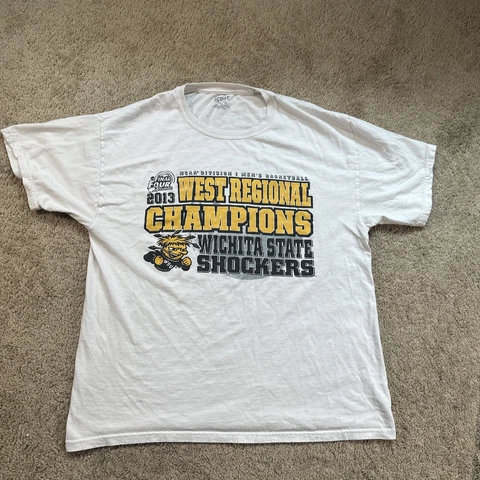 NCAA DIVISION I MEN'S BASKETBALL
FINAL
FOUR
2013
WEST REGIONAL
CHAMPIONS
WICHITA STATE
SHOCKERS